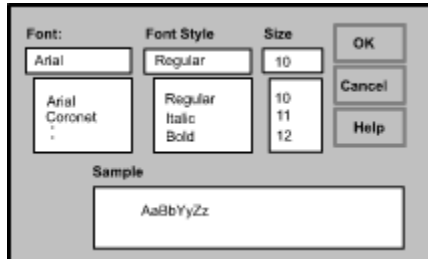 Font: Font Style Size
Arial Regular 10
OK
Arial Regular 10
Coronet Italic 11
: Bold 12
Cancel
Help
Sample
AaBbYyZz